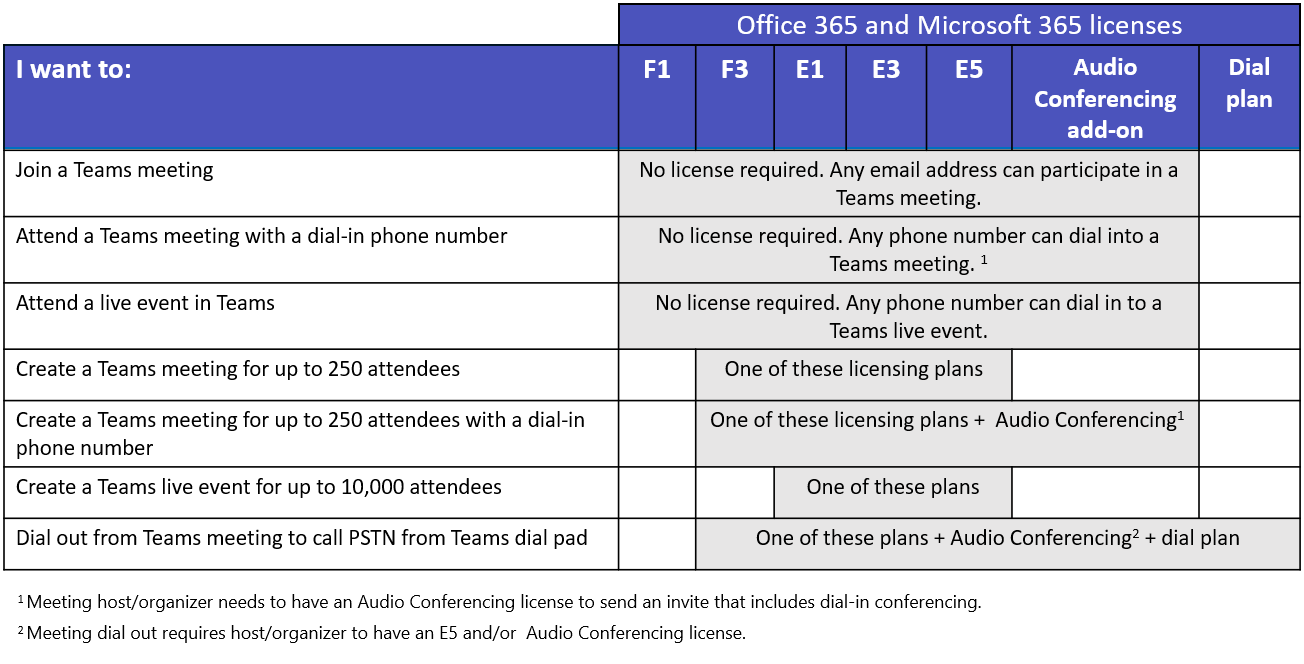 Office 365 and Microsoft 365 licenses
I want to:
F1
F3
E1
E3
E5
Audio
Conferencing
add-on
Dial
plan
Join a Teams meeting
No license required. Any email address can participate in a
Teams meeting.
Attend a Teams meeting with a dial-in phone number
No license required. Any phone number can dial into a
Teams meeting. ¹
Attend a live event in Teams
No license required. Any phone number can dial in to a
Teams live event.
Create a Teams meeting for up to 250 attendees
One of these licensing plans
Create a Teams meeting for up to 250 attendees with a dial-in
phone number
One of these licensing plans + Audio Conferencing¹
Create a Teams live event for up to 10,000 attendees
One of these plans
Dial out from Teams meeting to call PSTN from Teams dial pad
One of these plans + Audio Conferencing² + dial plan
¹ Meeting host/organizer needs to have an Audio Conferencing license to send an invite that includes dial-in conferencing.
² Meeting dial out requires host/organizer to have an E5 and/or Audio Conferencing license.